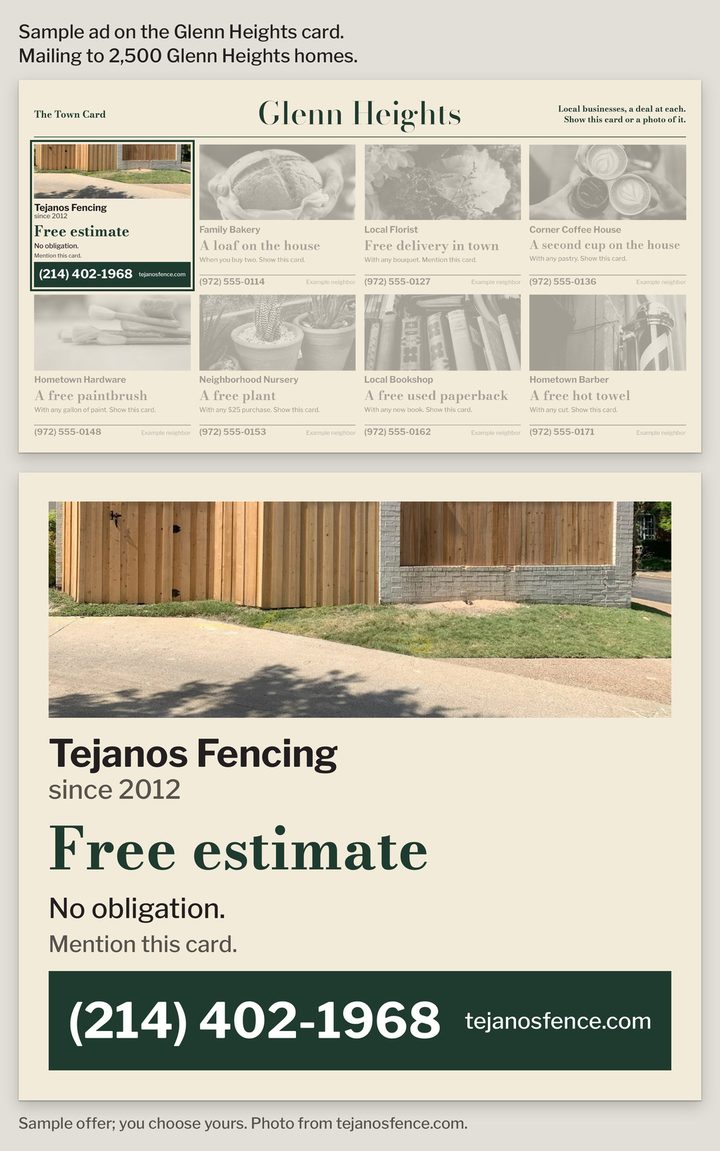 Sample ad on the Glenn Heights card.
Mailing to 2,500 Glenn Heights homes.
The Town Card
Glenn Heights
Local businesses, a deal at each.
Show this card or a photo of it.
Tejanos Fencing
since 2012
Free estimate
No obligation.
Mention this card.
(214) 402-1968 tejanosfence.com
Family Bakery
A loaf on the house
When you buy two. Show this card.
(972) 555-0114 Example neighbor
Local Florist
Free delivery in town
With any bouquet. Mention this card.
(972) 555-0127 Example neighbor
Corner Coffee House
A second cup on the house
With any pastry. Show this card.
(972) 555-0136 Example neighbor
Hometown Hardware
A free paintbrush
With any gallon of paint. Show this card.
(972) 555-0148 Example neighbor
Neighborhood Nursery
A free plant
With any $25 purchase. Show this card.
(972) 555-0153 Example neighbor
Local Bookshop
A free used paperback
With any new book. Show this card.
(972) 555-0162 Example neighbor
Hometown Barber
A free hot towel
With any cut. Show this card.
(972) 555-0171 Example neighbor
Tejanos Fencing
since 2012
Free estimate
No obligation.
Mention this card.
(214) 402-1968 tejanosfence.com
Sample offer; you choose yours. Photo from tejanosfence.com.